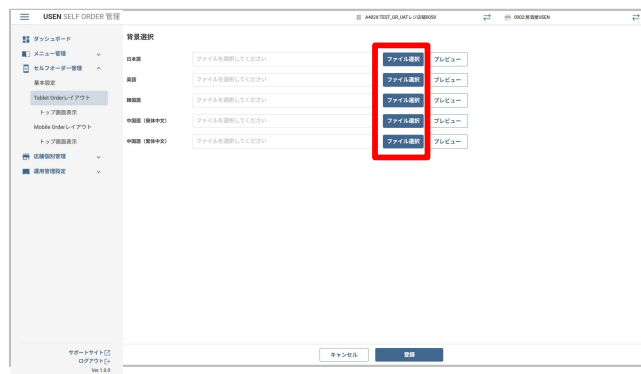 USEN SELF ORDER 管理
A402X:TEST_GR_UATレジ店舗8058
0002:居酒屋USEN
ダッシュボード
メニュー管理
セルフオーダー管理
基本設定
Tablet Orderレイアウト
トップ画面表示
Mobile Orderレイアウト
トップ画面表示
店舗個別管理
運用管理設定
背景選択
日本語 ファイルを選択してください ファイル選択 プレビュー
英語 ファイルを選択してください ファイル選択 プレビュー
韓国語 ファイルを選択してください ファイル選択 プレビュー
中国語（簡体中文） ファイルを選択してください ファイル選択 プレビュー
中国語（繁体中文） ファイルを選択してください ファイル選択 プレビュー
サポートサイト
ログアウト
Ver.1.0.0
キャンセル 登録